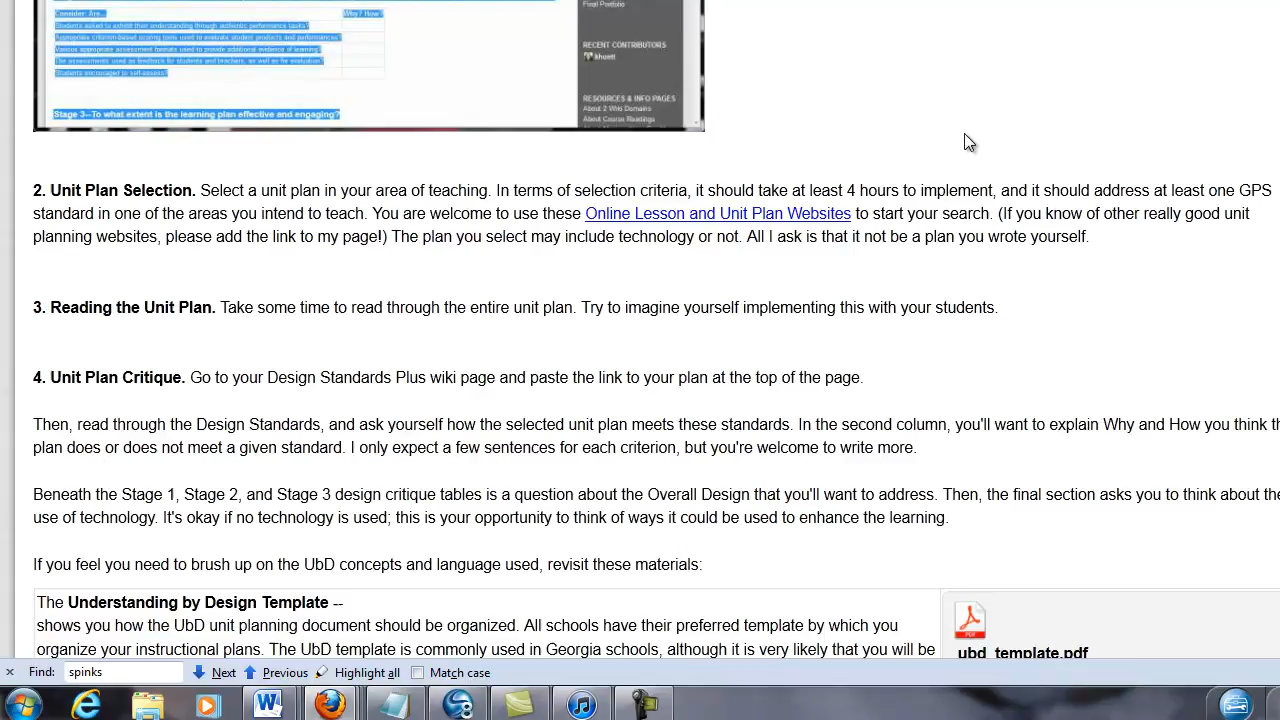 Consider: Are...
Why? How?
Final Portfolio
Students asked to exhibit their understanding through authentic performance tasks?
Appropriate criterion-based scoring tools used to evaluate student products and performances?
Various appropriate assessment formats used to provide additional evidence of learning?
The assessments used as feedback for students and teachers, as well as for evaluation?
Students encouraged to self-assess?
RECENT CONTRIBUTORS
khuett
RESOURCES & INFO PAGES
About 2 Wiki Domains
About Course Readings
Stage 3--To what extent is the learning plan effective and engaging?
2. Unit Plan Selection. Select a unit plan in your area of teaching. In terms of selection criteria, it should take at least 4 hours to implement, and it should address at least one GPS
standard in one of the areas you intend to teach. You are welcome to use these Online Lesson and Unit Plan Websites to start your search. (If you know of other really good unit
planning websites, please add the link to my page!) The plan you select may include technology or not. All I ask is that it not be a plan you wrote yourself.
3. Reading the Unit Plan. Take some time to read through the entire unit plan. Try to imagine yourself implementing this with your students.
4. Unit Plan Critique. Go to your Design Standards Plus wiki page and paste the link to your plan at the top of the page.
Then, read through the Design Standards, and ask yourself how the selected unit plan meets these standards. In the second column, you'll want to explain Why and How you think th
plan does or does not meet a given standard. I only expect a few sentences for each criterion, but you're welcome to write more.
Beneath the Stage 1, Stage 2, and Stage 3 design critique tables is a question about the Overall Design that you'll want to address. Then, the final section asks you to think about the
use of technology. It's okay if no technology is used; this is your opportunity to think of ways it could be used to enhance the learning.
If you feel you need to brush up on the UbD concepts and language used, revisit these materials:
The Understanding by Design Template --
shows you how the UbD unit planning document should be organized. All schools have their preferred template by which you
organize your instructional plans. The UbD template is commonly used in Georgia schools, although it is very likely that you will be
PDF
ubd_template.pdf
Find: spinks Next Previous Highlight all Match case